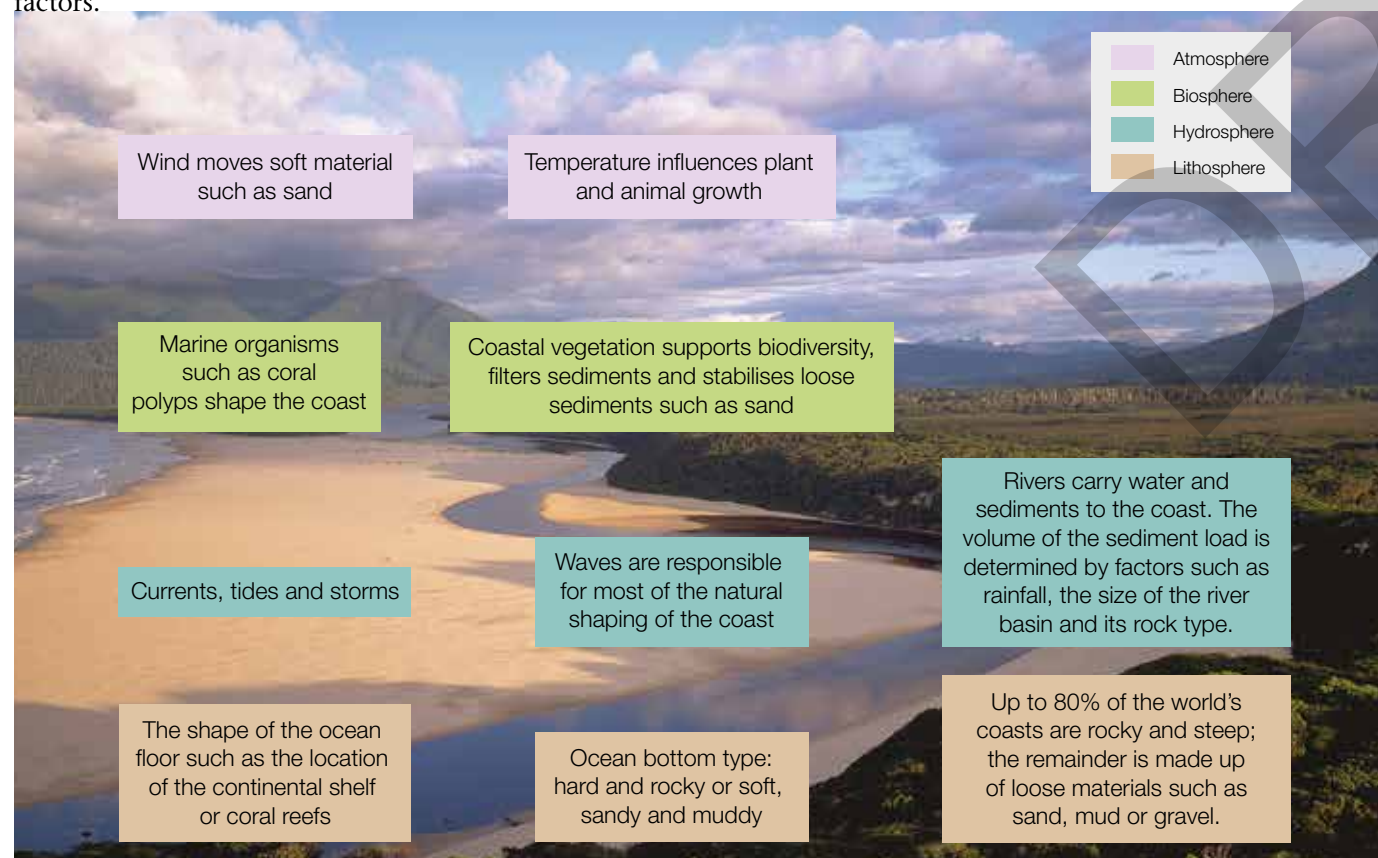 factors.
Atmosphere
Biosphere
Hydrosphere
Lithosphere
Wind moves soft material
such as sand
Temperature influences plant
and animal growth
Marine organisms
such as coral
polyps shape the coast
Coastal vegetation supports biodiversity,
filters sediments and stabilises loose
sediments such as sand
Currents, tides and storms
Waves are responsible
for most of the natural
shaping of the coast
Rivers carry water and
sediments to the coast. The
volume of the sediment load is
determined by factors such as
rainfall, the size of the river
basin and its rock type.
The shape of the ocean
floor such as the location
of the continental shelf
or coral reefs
Ocean bottom type:
hard and rocky or soft,
sandy and muddy
Up to 80% of the world's
coasts are rocky and steep;
the remainder is made up
of loose materials such as
sand, mud or gravel.